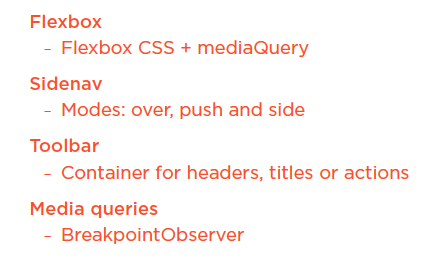 Flexbox
- Flexbox CSS + mediaQuery
Sidenav
- Modes: over, push and side
Toolbar
- Container for headers, titles or actions
Media queries
- BreakpointObserver